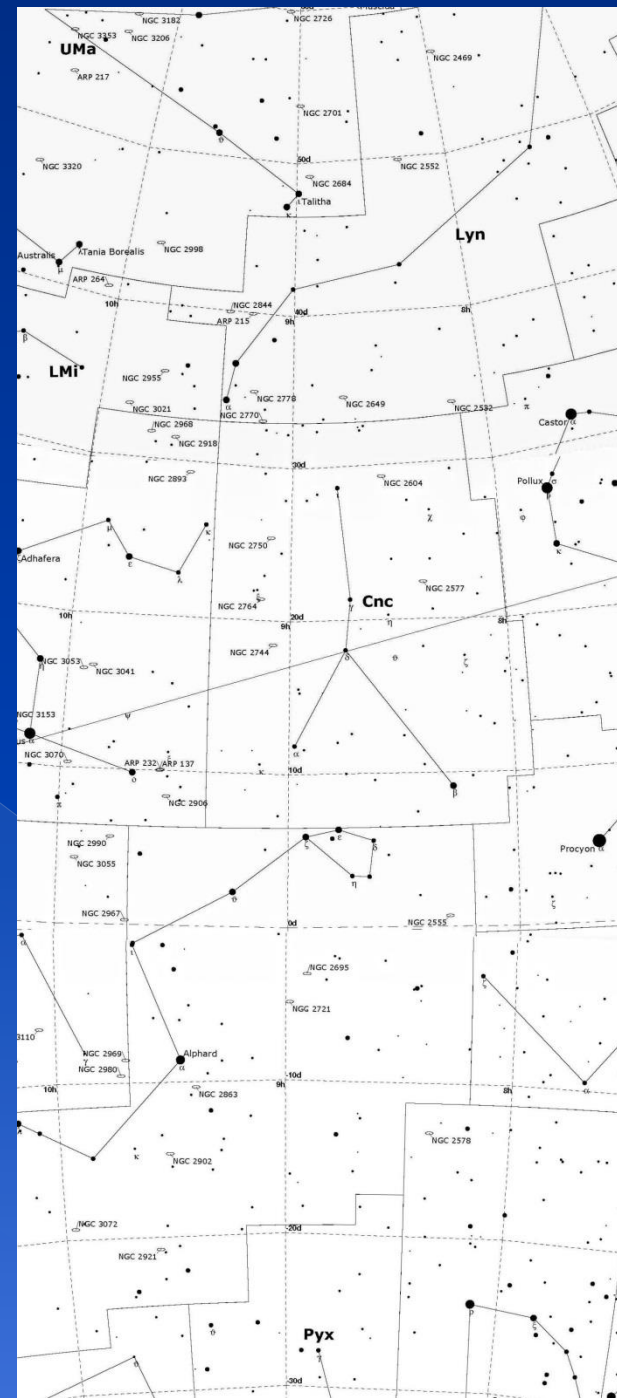 NGC 3182
NGC 2726
NGC 3353
NGC 3206
UMa
NGC 2469
ARP 217
NGC 2701
θ
50d
NGC 3320
NGC 2552
NGC 2684
ι
Talitha
κ
Lyn
Australis
λ
Tania Borealis
NGC 2998
μ
ARP 264
10h
NGC 2844
ARP 215
40d
9h
8h
β
LMi
NGC 2955
NGC 2778
NGC 2649
NGC 2532
π
α
NGC 3021
NGC 2770
Castor α
NGC 2968
NGC 2918
30d
NGC 2893
NGC 2604
Pollux
σ
β
ι
χ
φ
μ
κ
κ
Adhafera
ε
NGC 2750
λ
NGC 2577
ξ
NGC 2764
γ
Cnc
10h
20d
9h
η
8h
NGC 2744
δ
θ
ζ
η
NGC 3053
NGC 3041
ψ
NGC 3153
us α
NGC 3070
ARP 232
ARP 137
ξ
ο
κ
α
10d
β
π
NGC 2906
NGC 2990
NGC 3055
ζ
ε
δ
Procyon α
η
θ
ζ
NGC 2967
NGC 2555
0d
α
ι
NGC 2695
ζ
NGC 2721
3110
NGC 2969
γ
Alphard
α
NGC 2980
10h
-10d
9h
8h
α
NGC 2863
λ
NGC 2578
κ
NGC 2902
NGC 3072
-20d
NGC 2921
ρ
ξ
θ
Pyx
γ
θ
-30d